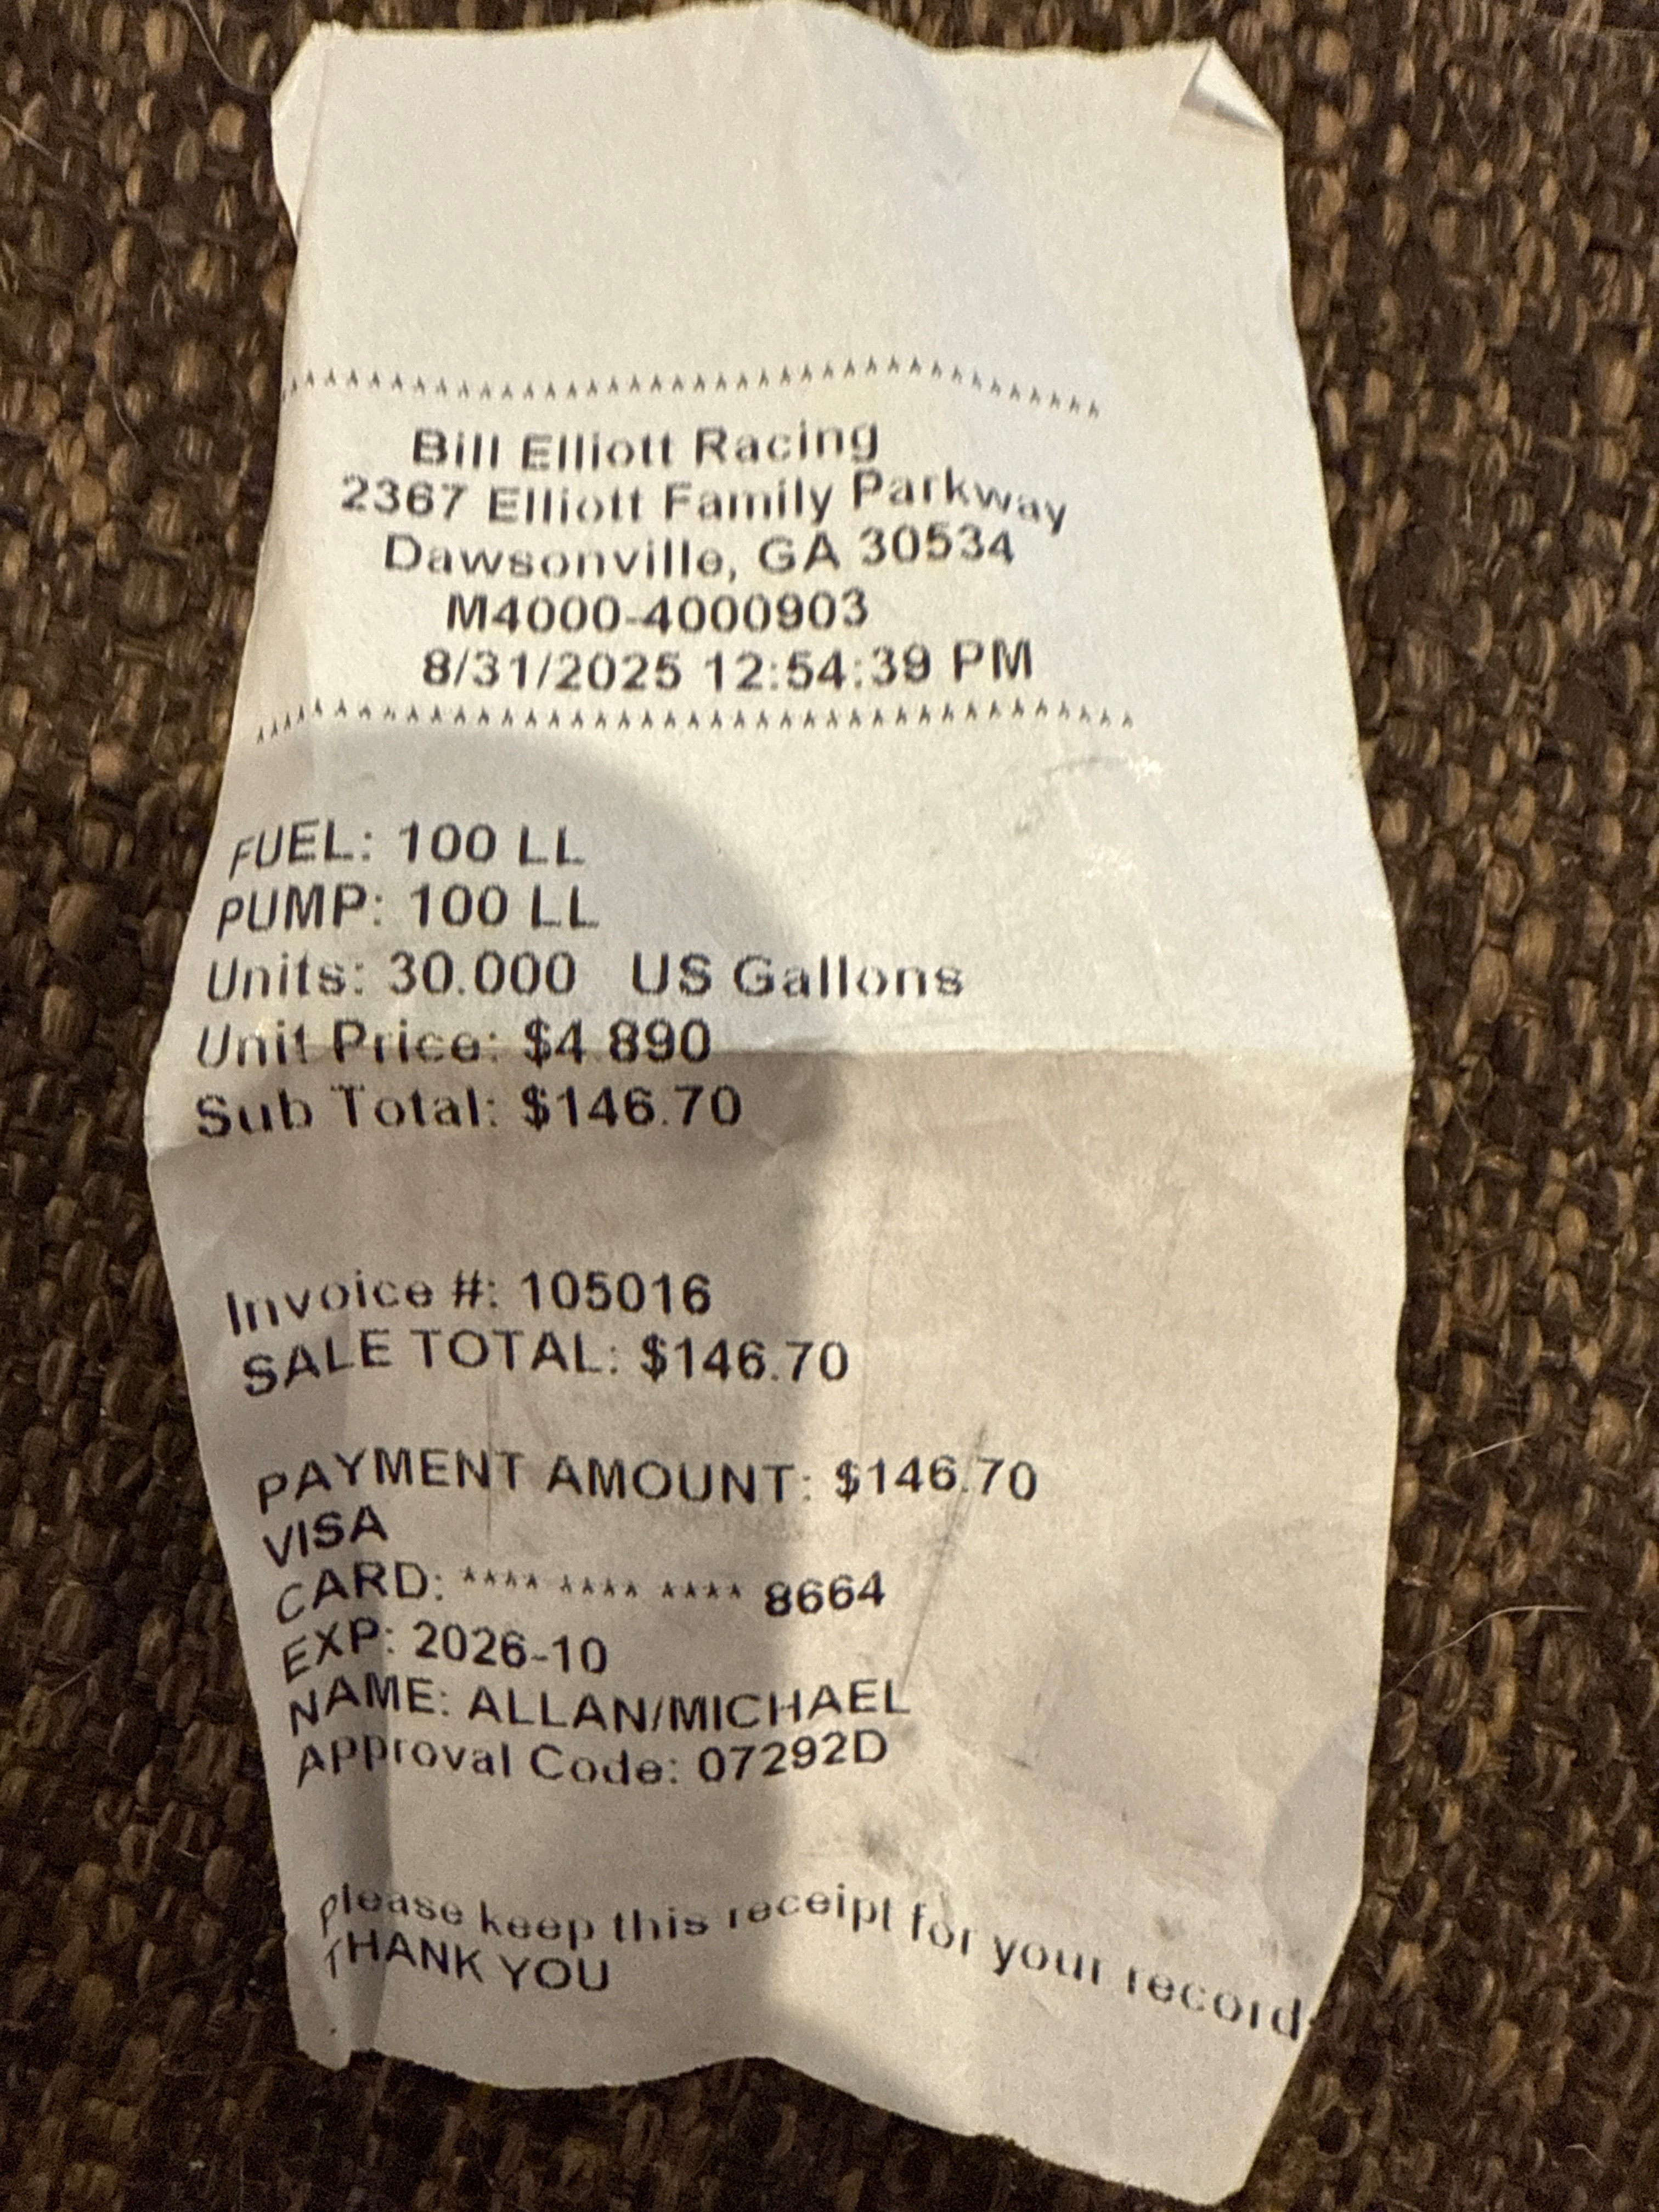 ****************************************
Bill Elliott Racing
2367 Elliott Family Parkway
Dawsonville, GA 30534
M4000-4000903
8/31/2025 12:54:39 PM
****************************************
FUEL: 100 LL
PUMP: 100 LL
Units: 30.000 US Gallons
Unit Price: $4.890
Sub Total: $146.70
Invoice #: 105016
SALE TOTAL: $146.70
PAYMENT AMOUNT: $146.70
VISA
CARD: **** **** **** 8664
EXP: 2026-10
NAME: ALLAN/MICHAEL
Approval Code: 07292D
please keep this receipt for your record
THANK YOU